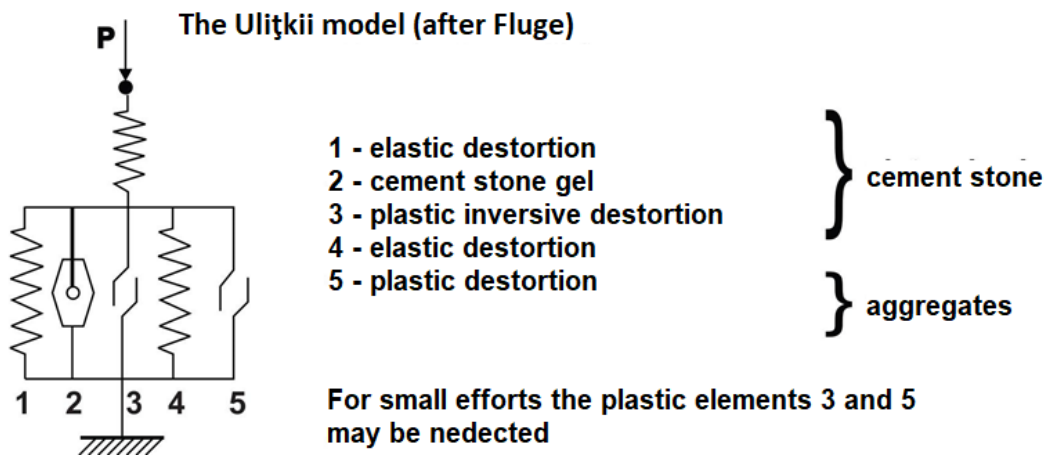 The Uliţkii model (after Fluge)
P
1 - elastic destortion
2 - cement stone gel
3 - plastic inversive destortion
4 - elastic destortion
5 - plastic destortion
cement stone
aggregates
1 2 3 4 5
For small efforts the plastic elements 3 and 5
may be nedected